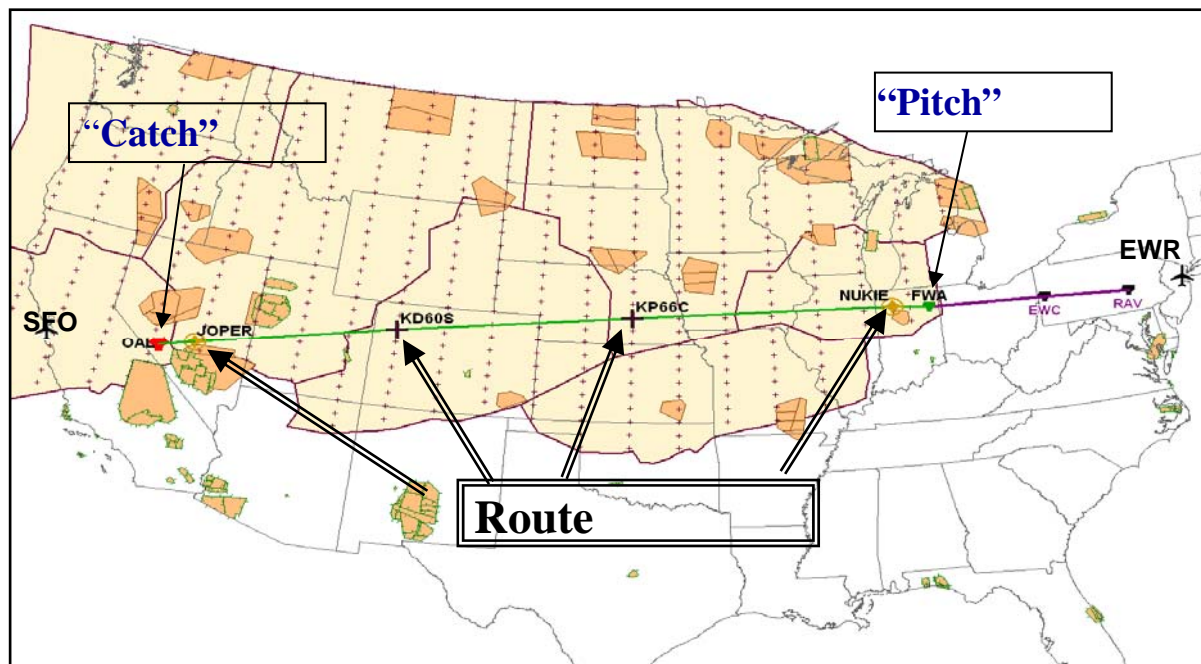 “Catch”
“Pitch”
EWR
SFO
OAL
JOPER
KD60S
KP66C
NUKIE
FWA
EWC
RAV
Route